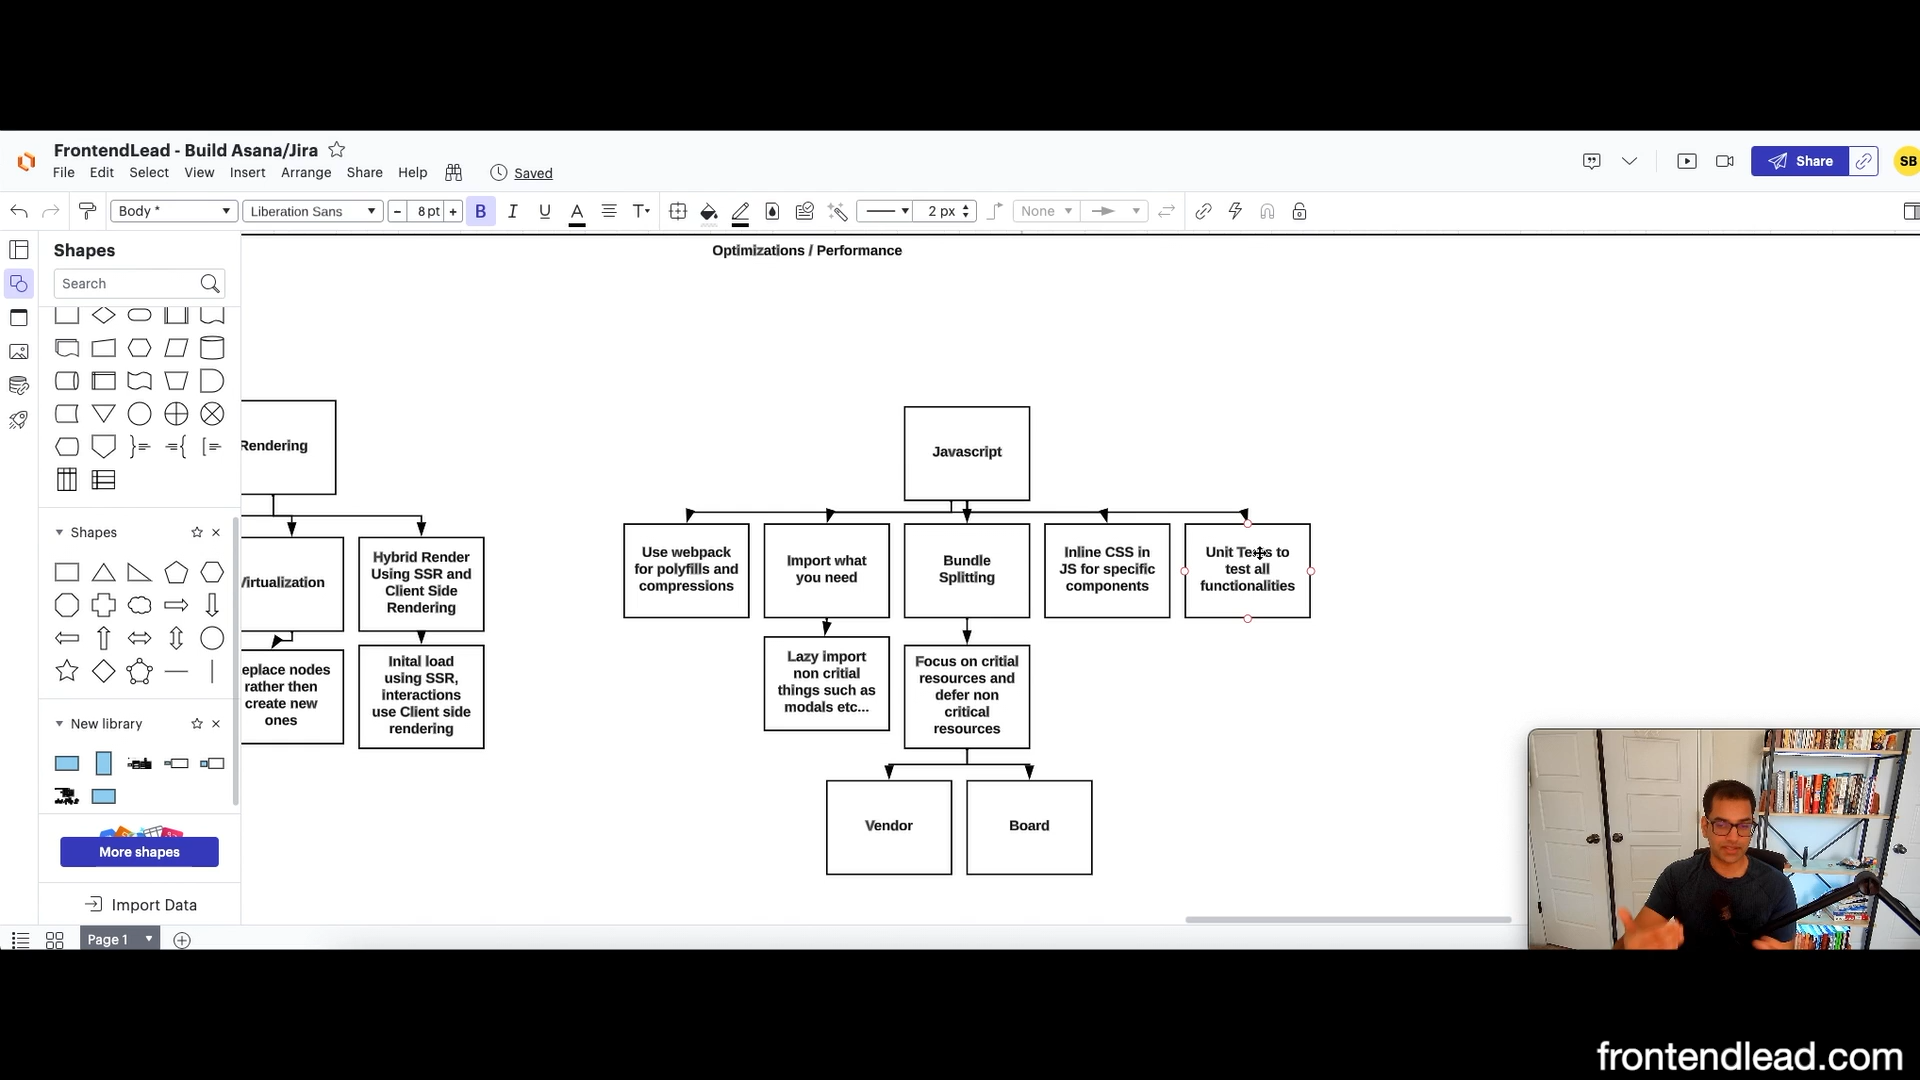 FrontendLead - Build Asana/Jira
File Edit Select View Insert Arrange Share Help Saved
Share
SB
Body *
Liberation Sans
- 8 pt +
B I U A T
2 px
None
Shapes
Search
Shapes
New library
More shapes
Import Data
Page 1
Optimizations / Performance
Rendering
Virtualization
Hybrid Render
Using SSR and
Client Side
Rendering
eplace nodes
rather then
create new
ones
Inital load
using SSR,
interactions
use Client side
rendering
Javascript
Use webpack
for polyfills and
compressions
Import what
you need
Bundle
Splitting
Inline CSS in
JS for specific
components
Unit Tests to
test all
functionalities
Lazy import
non critial
things such as
modals etc...
Focus on critial
resources and
defer non
critical
resources
Vendor
Board
frontendlead.com